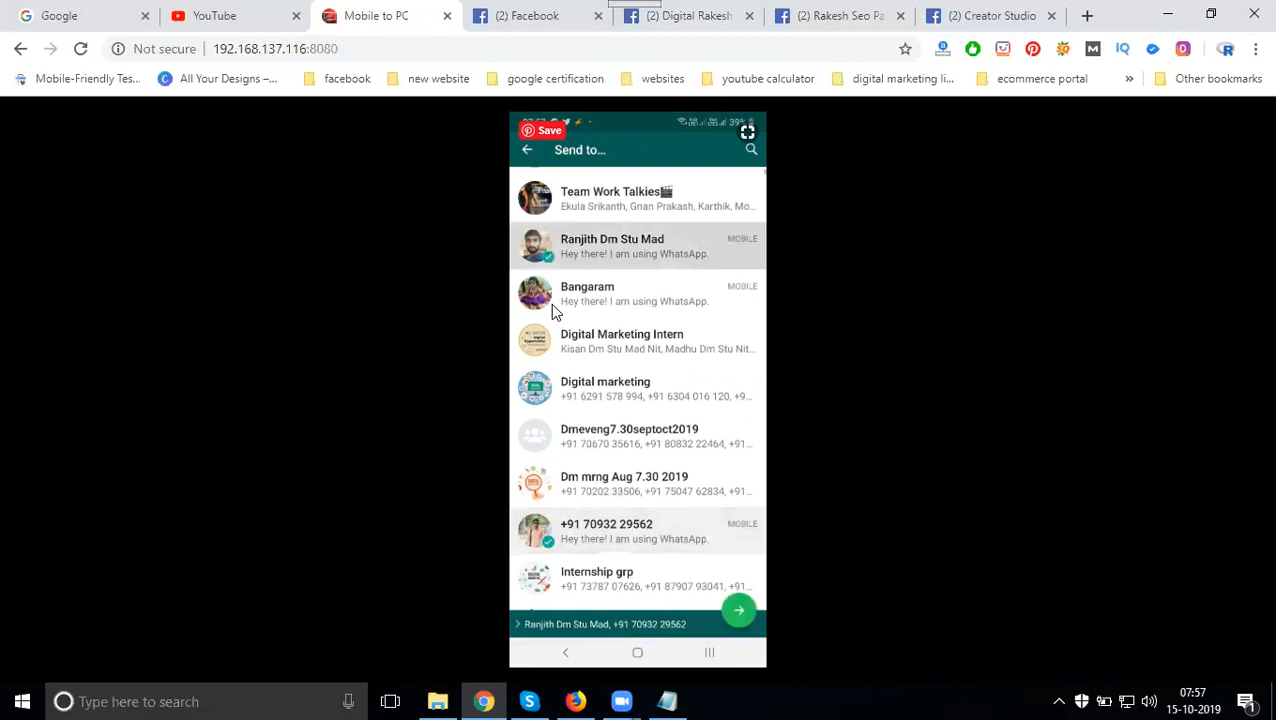 Google
YouTube
Mobile to PC
(2) Facebook
(2) Digital Rakesh
(2) Rakesh Seo Pa
(2) Creator Studio
Not secure
192.168.137.116:8080
Mobile-Friendly Tes...
All Your Designs –...
facebook
new website
google certification
websites
youtube calculator
digital marketing li...
ecommerce portal
Other bookmarks
39%
Save
Send to...
Team Work Talkies🎬
Ekula Srikanth, Gnan Prakash, Karthik, Mo...
Ranjith Dm Stu Mad
MOBILE
Hey there! I am using WhatsApp.
Bangaram
MOBILE
Hey there! I am using WhatsApp.
Digital Marketing Intern
Kisan Dm Stu Mad Nit, Madhu Dm Stu Nit...
Digital marketing
+91 6291 578 994, +91 6304 016 120, +9...
Dmeveng7.30septoct2019
+91 70670 35616, +91 80832 22464, +91...
Dm mrng Aug 7.30 2019
+91 70202 33506, +91 75047 62834, +91...
+91 70932 29562
MOBILE
Hey there! I am using WhatsApp.
Internship grp
+91 73787 07626, +91 87907 93041, +91...
Ranjith Dm Stu Mad, +91 70932 29562
Type here to search
07:57
15-10-2019